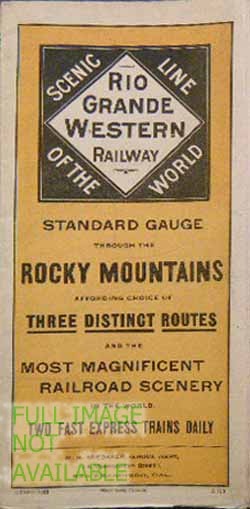 SCENIC LINE
RIO
GRANDE
WESTERN
RAILWAY
OF THE WORLD
STANDARD GAUGE
THROUGH THE
ROCKY MOUNTAINS
AFFORDING CHOICE OF
THREE DISTINCT ROUTES
AND THE
MOST MAGNIFICENT
RAILROAD SCENERY
IN THE WORLD.
TWO FAST EXPRESS TRAINS DAILY
FULL IMAGE
NOT
AVAILABLE